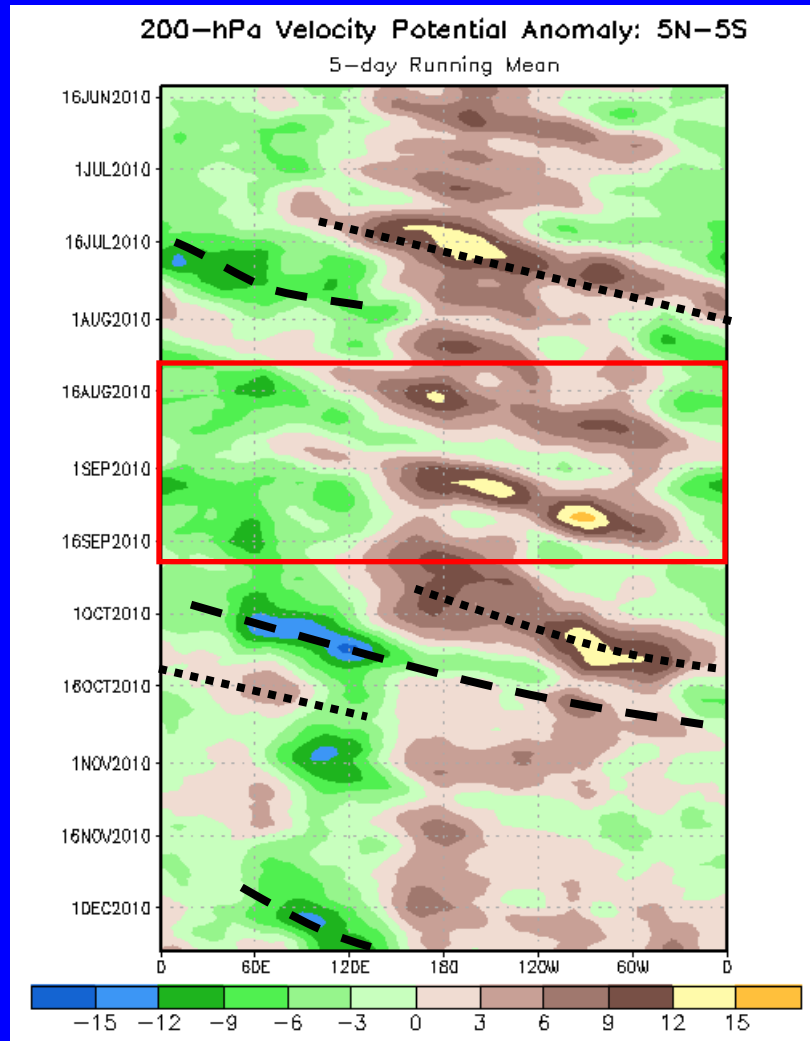 200-hPa Velocity Potential Anomaly: 5N-5S
5-day Running Mean
16JUN2010
1JUL2010
16JUL2010
1AUG2010
16AUG2010
1SEP2010
16SEP2010
1OCT2010
16OCT2010
1NOV2010
16NOV2010
1DEC2010
0 60E 120E 180 120W 60W 0
-15 -12 -9 -6 -3 0 3 6 9 12 15